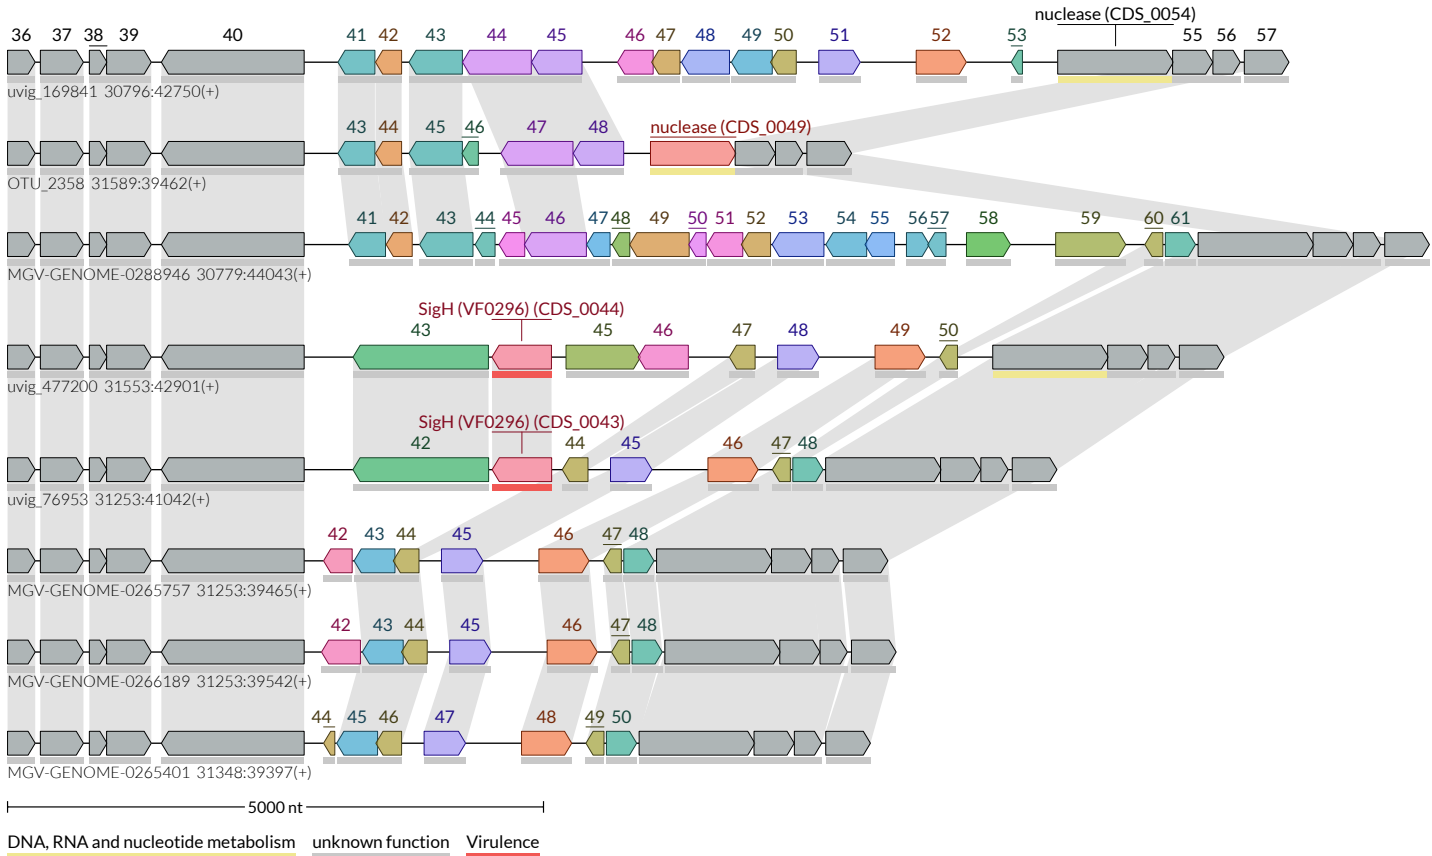 nuclease (CDS_0054)
36 37 38 39 40 41 42 43 44 45 46 47 48 49 50 51 52 53 55 56 57
uvig_169841 30796:42750(+)
43 44 45 46 47 48 nuclease (CDS_0049)
OTU_2358 31589:39462(+)
41 42 43 44 45 46 47 48 49 50 51 52 53 54 55 56 57 58 59 60 61
MGV-GENOME-0288946 30779:44043(+)
SigH (VF0296) (CDS_0044)
43 45 46 47 48 49 50
uvig_477200 31553:42901(+)
SigH (VF0296) (CDS_0043)
42 44 45 46 47 48
uvig_76953 31253:41042(+)
42 43 44 45 46 47 48
MGV-GENOME-0265757 31253:39465(+)
42 43 44 45 46 47 48
MGV-GENOME-0266189 31253:39542(+)
44 45 46 47 48 49 50
MGV-GENOME-0265401 31348:39397(+)
5000 nt
DNA, RNA and nucleotide metabolism unknown function Virulence